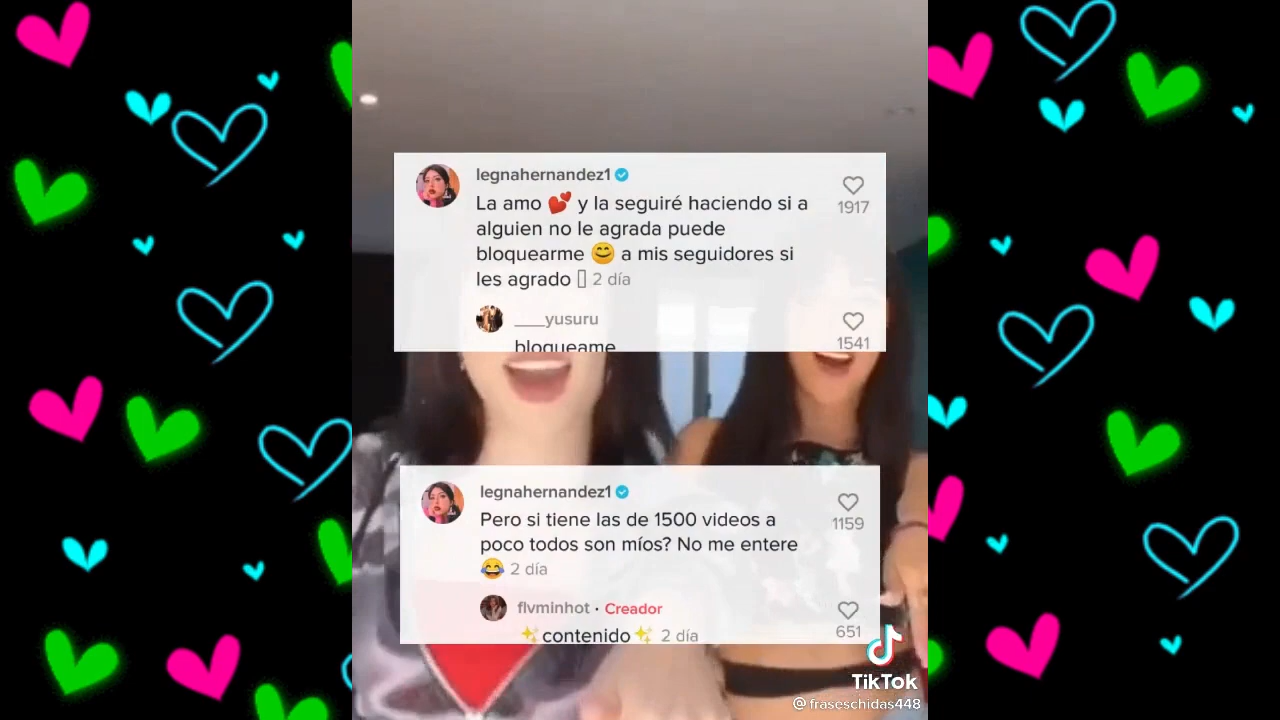 legnahernandez1
La amo 💕 y la seguiré haciendo si a
alguien no le agrada puede
bloquearme 😊 a mis seguidores si
les agrado ▯ 2 día
1917
___yusuru
bloqueame
1541
legnahernandez1
Pero si tiene las de 1500 videos a
poco todos son míos? No me entere
😂 2 día
1159
flvminhot · Creador
✨contenido✨ 2 día
651
TikTok
@fraseschidas448